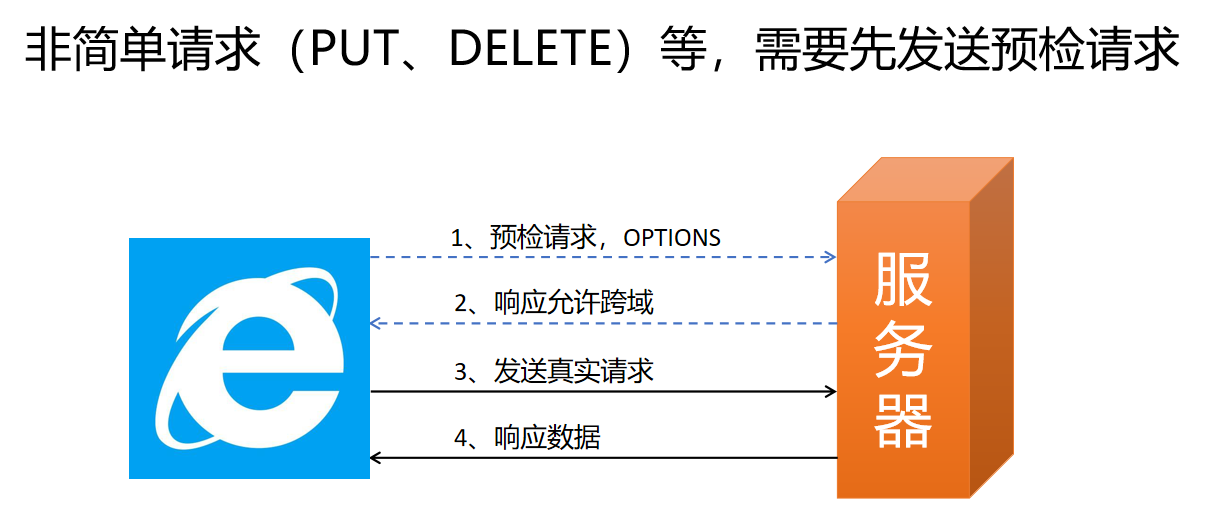 非简单请求（PUT、DELETE）等，需要先发送预检请求
1、预检请求，OPTIONS
2、响应允许跨域
3、发送真实请求
4、响应数据
服
务
器